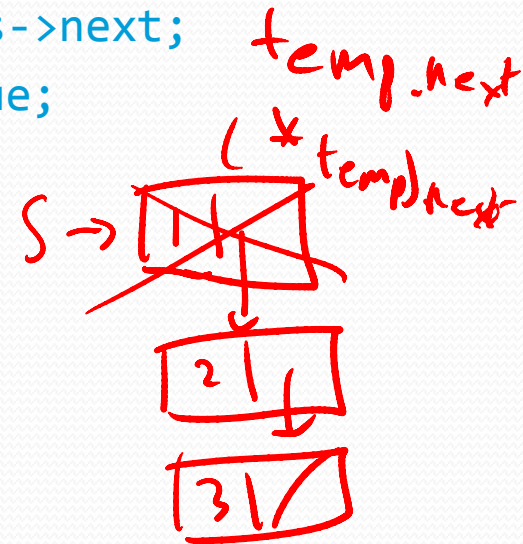 s->next;
temp.next
ue;
(*temp)next
S →
1
2
3